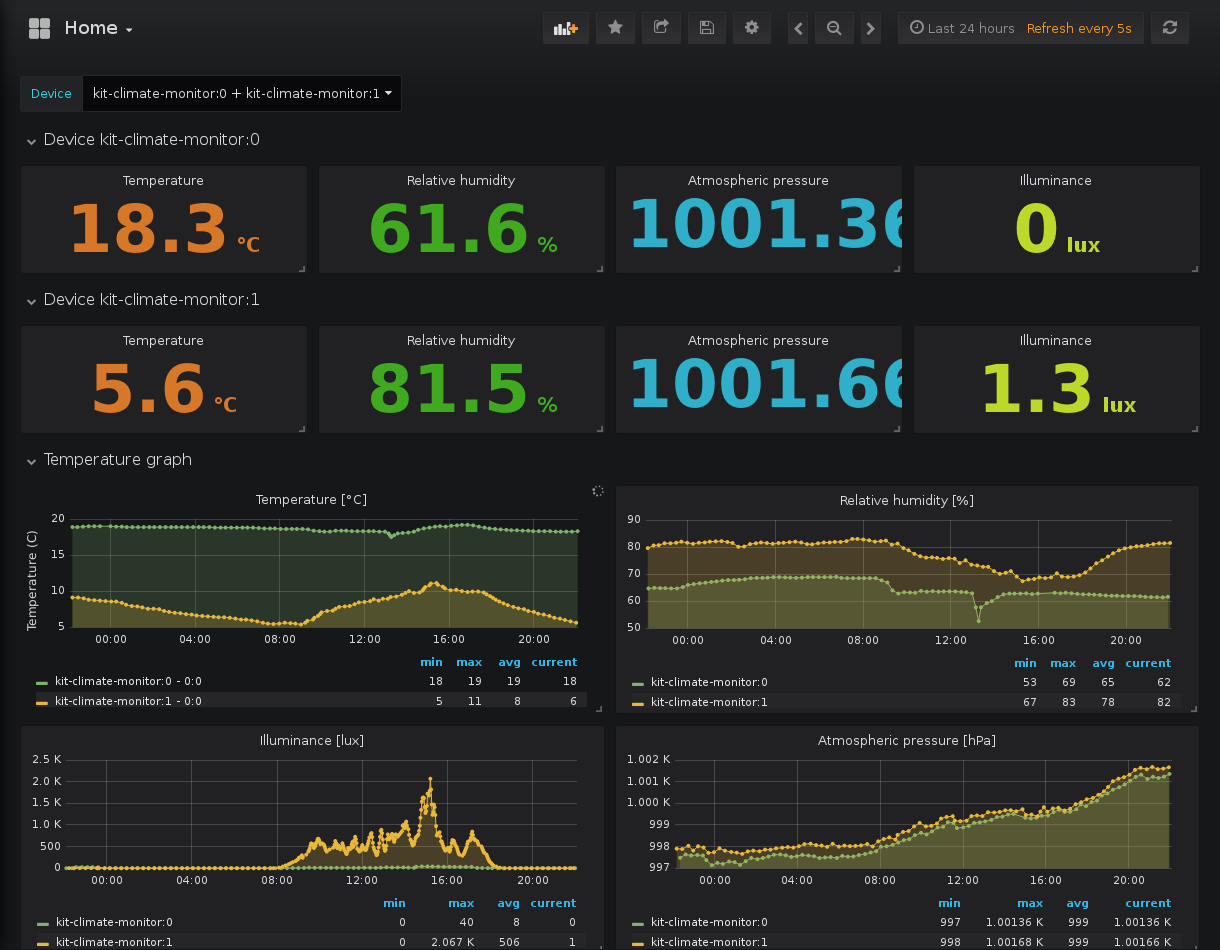 Home
Last 24 hours Refresh every 5s
Device kit-climate-monitor:0 + kit-climate-monitor:1
Device kit-climate-monitor:0
Temperature Relative humidity Atmospheric pressure Illuminance
18.3 °C 61.6 % 1001.36 0 lux
Device kit-climate-monitor:1
Temperature Relative humidity Atmospheric pressure Illuminance
5.6 °C 81.5 % 1001.66 1.3 lux
Temperature graph
Temperature [°C]
Temperature (C)
20
15
10
5
00:00 04:00 08:00 12:00 16:00 20:00
min max avg current
kit-climate-monitor:0 - 0:0 18 19 19 18
kit-climate-monitor:1 - 0:0 5 11 8 6
Relative humidity [%]
90
80
70
60
50
00:00 04:00 08:00 12:00 16:00 20:00
min max avg current
kit-climate-monitor:0 53 69 65 62
kit-climate-monitor:1 67 83 78 82
Illuminance [lux]
2.5 K
2.0 K
1.5 K
1.0 K
500
0
00:00 04:00 08:00 12:00 16:00 20:00
min max avg current
kit-climate-monitor:0 0 40 8 0
kit-climate-monitor:1 0 2.067 K 506 1
Atmospheric pressure [hPa]
1.002 K
1.001 K
1.000 K
999
998
997
00:00 04:00 08:00 12:00 16:00 20:00
min max avg current
kit-climate-monitor:0 997 1.00136 K 999 1.00136 K
kit-climate-monitor:1 998 1.00168 K 999 1.00166 K